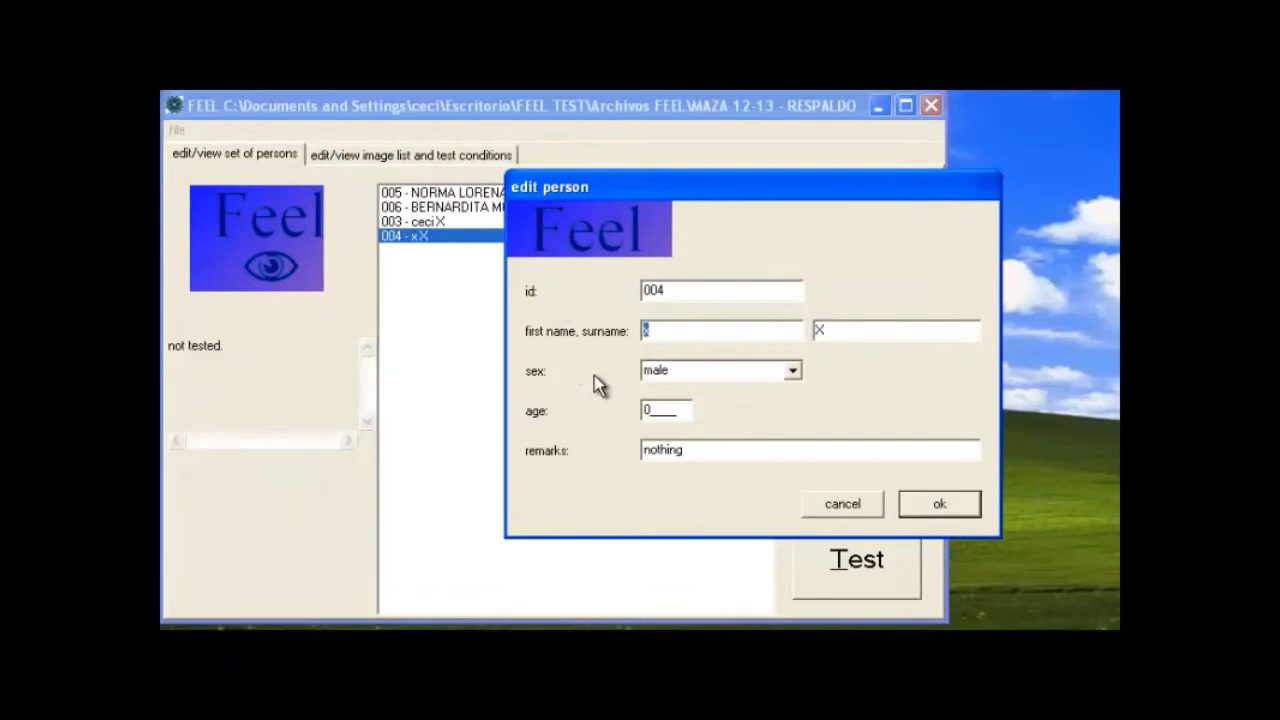 FEEL C:\Documents and Settings\ceci\Escritorio\FEEL TEST\Archivos FEEL\MAZA 12-13 - RESPALDO
File
edit/view set of persons
edit/view image list and test conditions
Feel
not tested.
005 - NORMA LORENA
006 - BERNARDITA
003 - ceci X
004 - x X
edit person
Feel
id: 004
first name, surname: x X
sex: male
age: 0____
remarks: nothing
cancel ok
Test